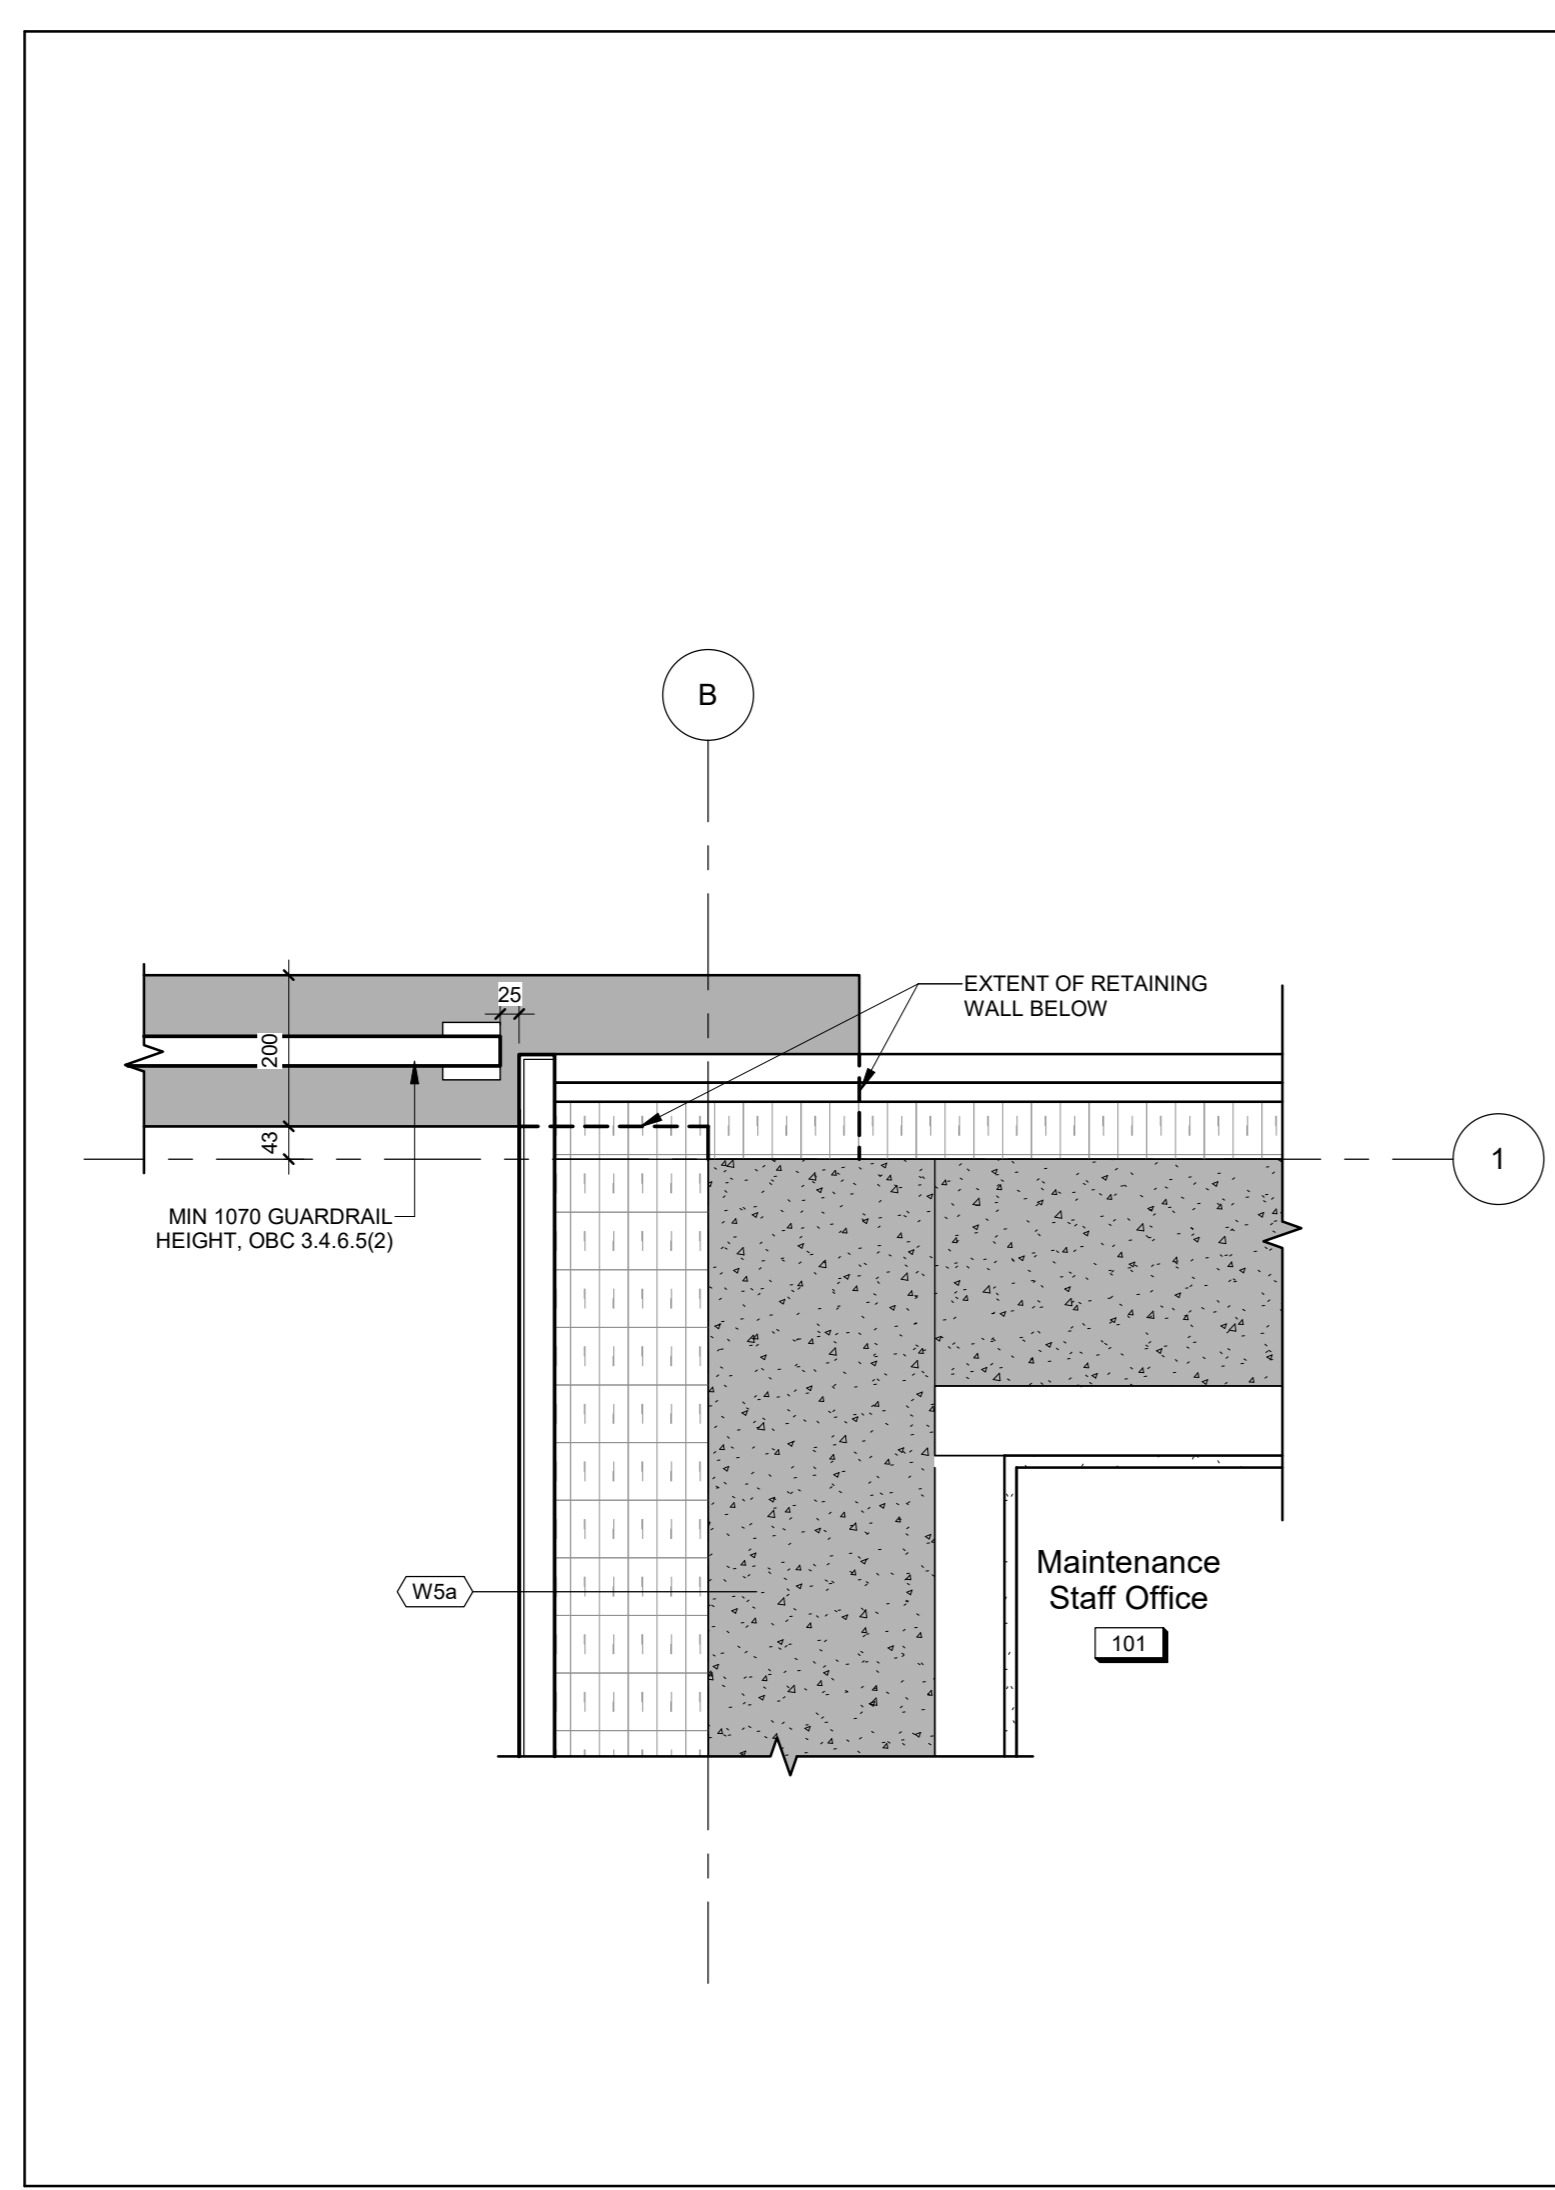 B
EXTENT OF RETAINING
WALL BELOW
25
200
43
1
MIN 1070 GUARDRAIL
HEIGHT, OBC 3.4.6.5(2)
Maintenance
Staff Office
W5a
101